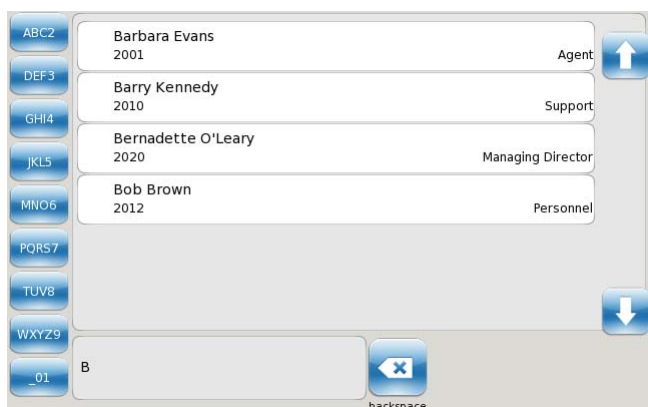 ABC2
DEF3
GHI4
JKL5
MNO6
PQRS7
TUV8
WXYZ9
_01
Barbara Evans
2001 Agent
Barry Kennedy
2010 Support
Bernadette O'Leary
2020 Managing Director
Bob Brown
2012 Personnel
B
backspace